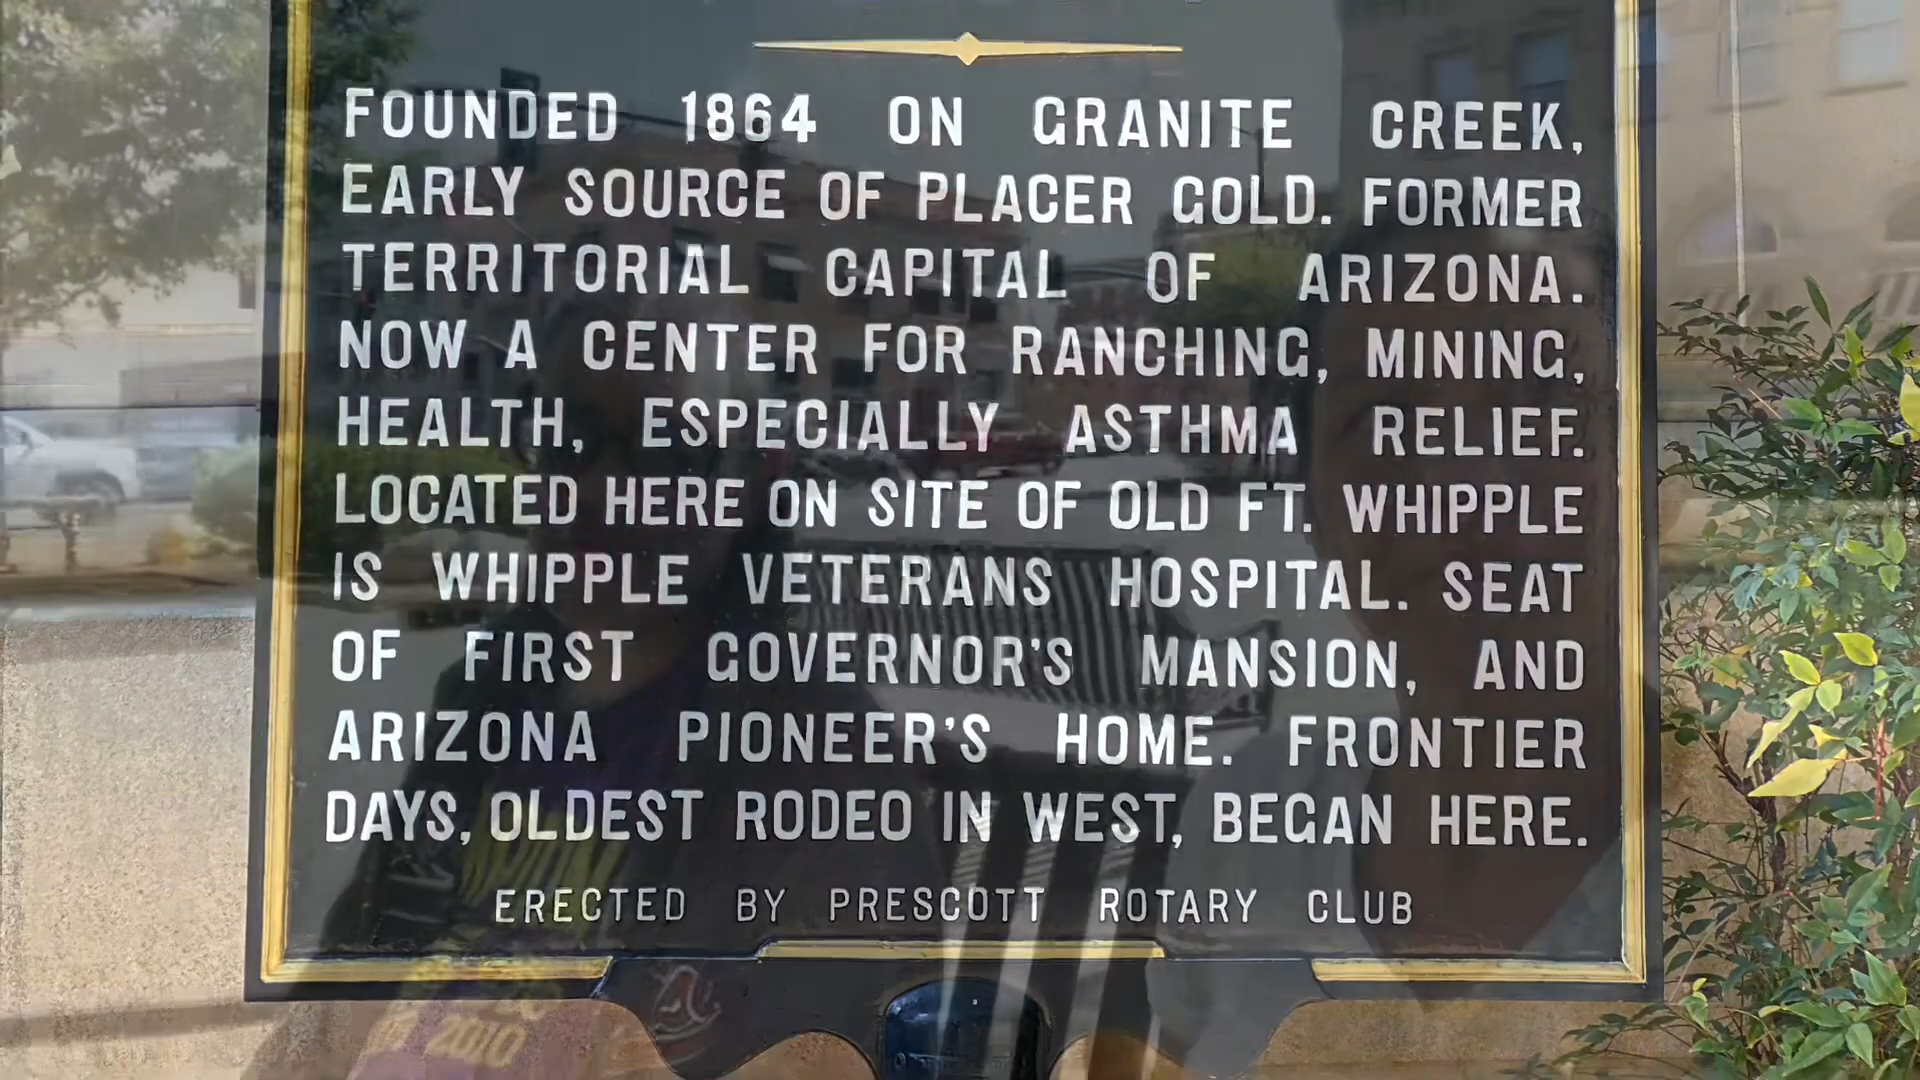 FOUNDED 1864 ON GRANITE CREEK,
EARLY SOURCE OF PLACER GOLD. FORMER
TERRITORIAL CAPITAL OF ARIZONA.
NOW A CENTER FOR RANCHING, MINING,
HEALTH, ESPECIALLY ASTHMA RELIEF.
LOCATED HERE ON SITE OF OLD FT. WHIPPLE
IS WHIPPLE VETERANS HOSPITAL. SEAT
OF FIRST GOVERNOR'S MANSION, AND
ARIZONA PIONEER'S HOME. FRONTIER
DAYS, OLDEST RODEO IN WEST, BEGAN HERE.
ERECTED BY PRESCOTT ROTARY CLUB
2010